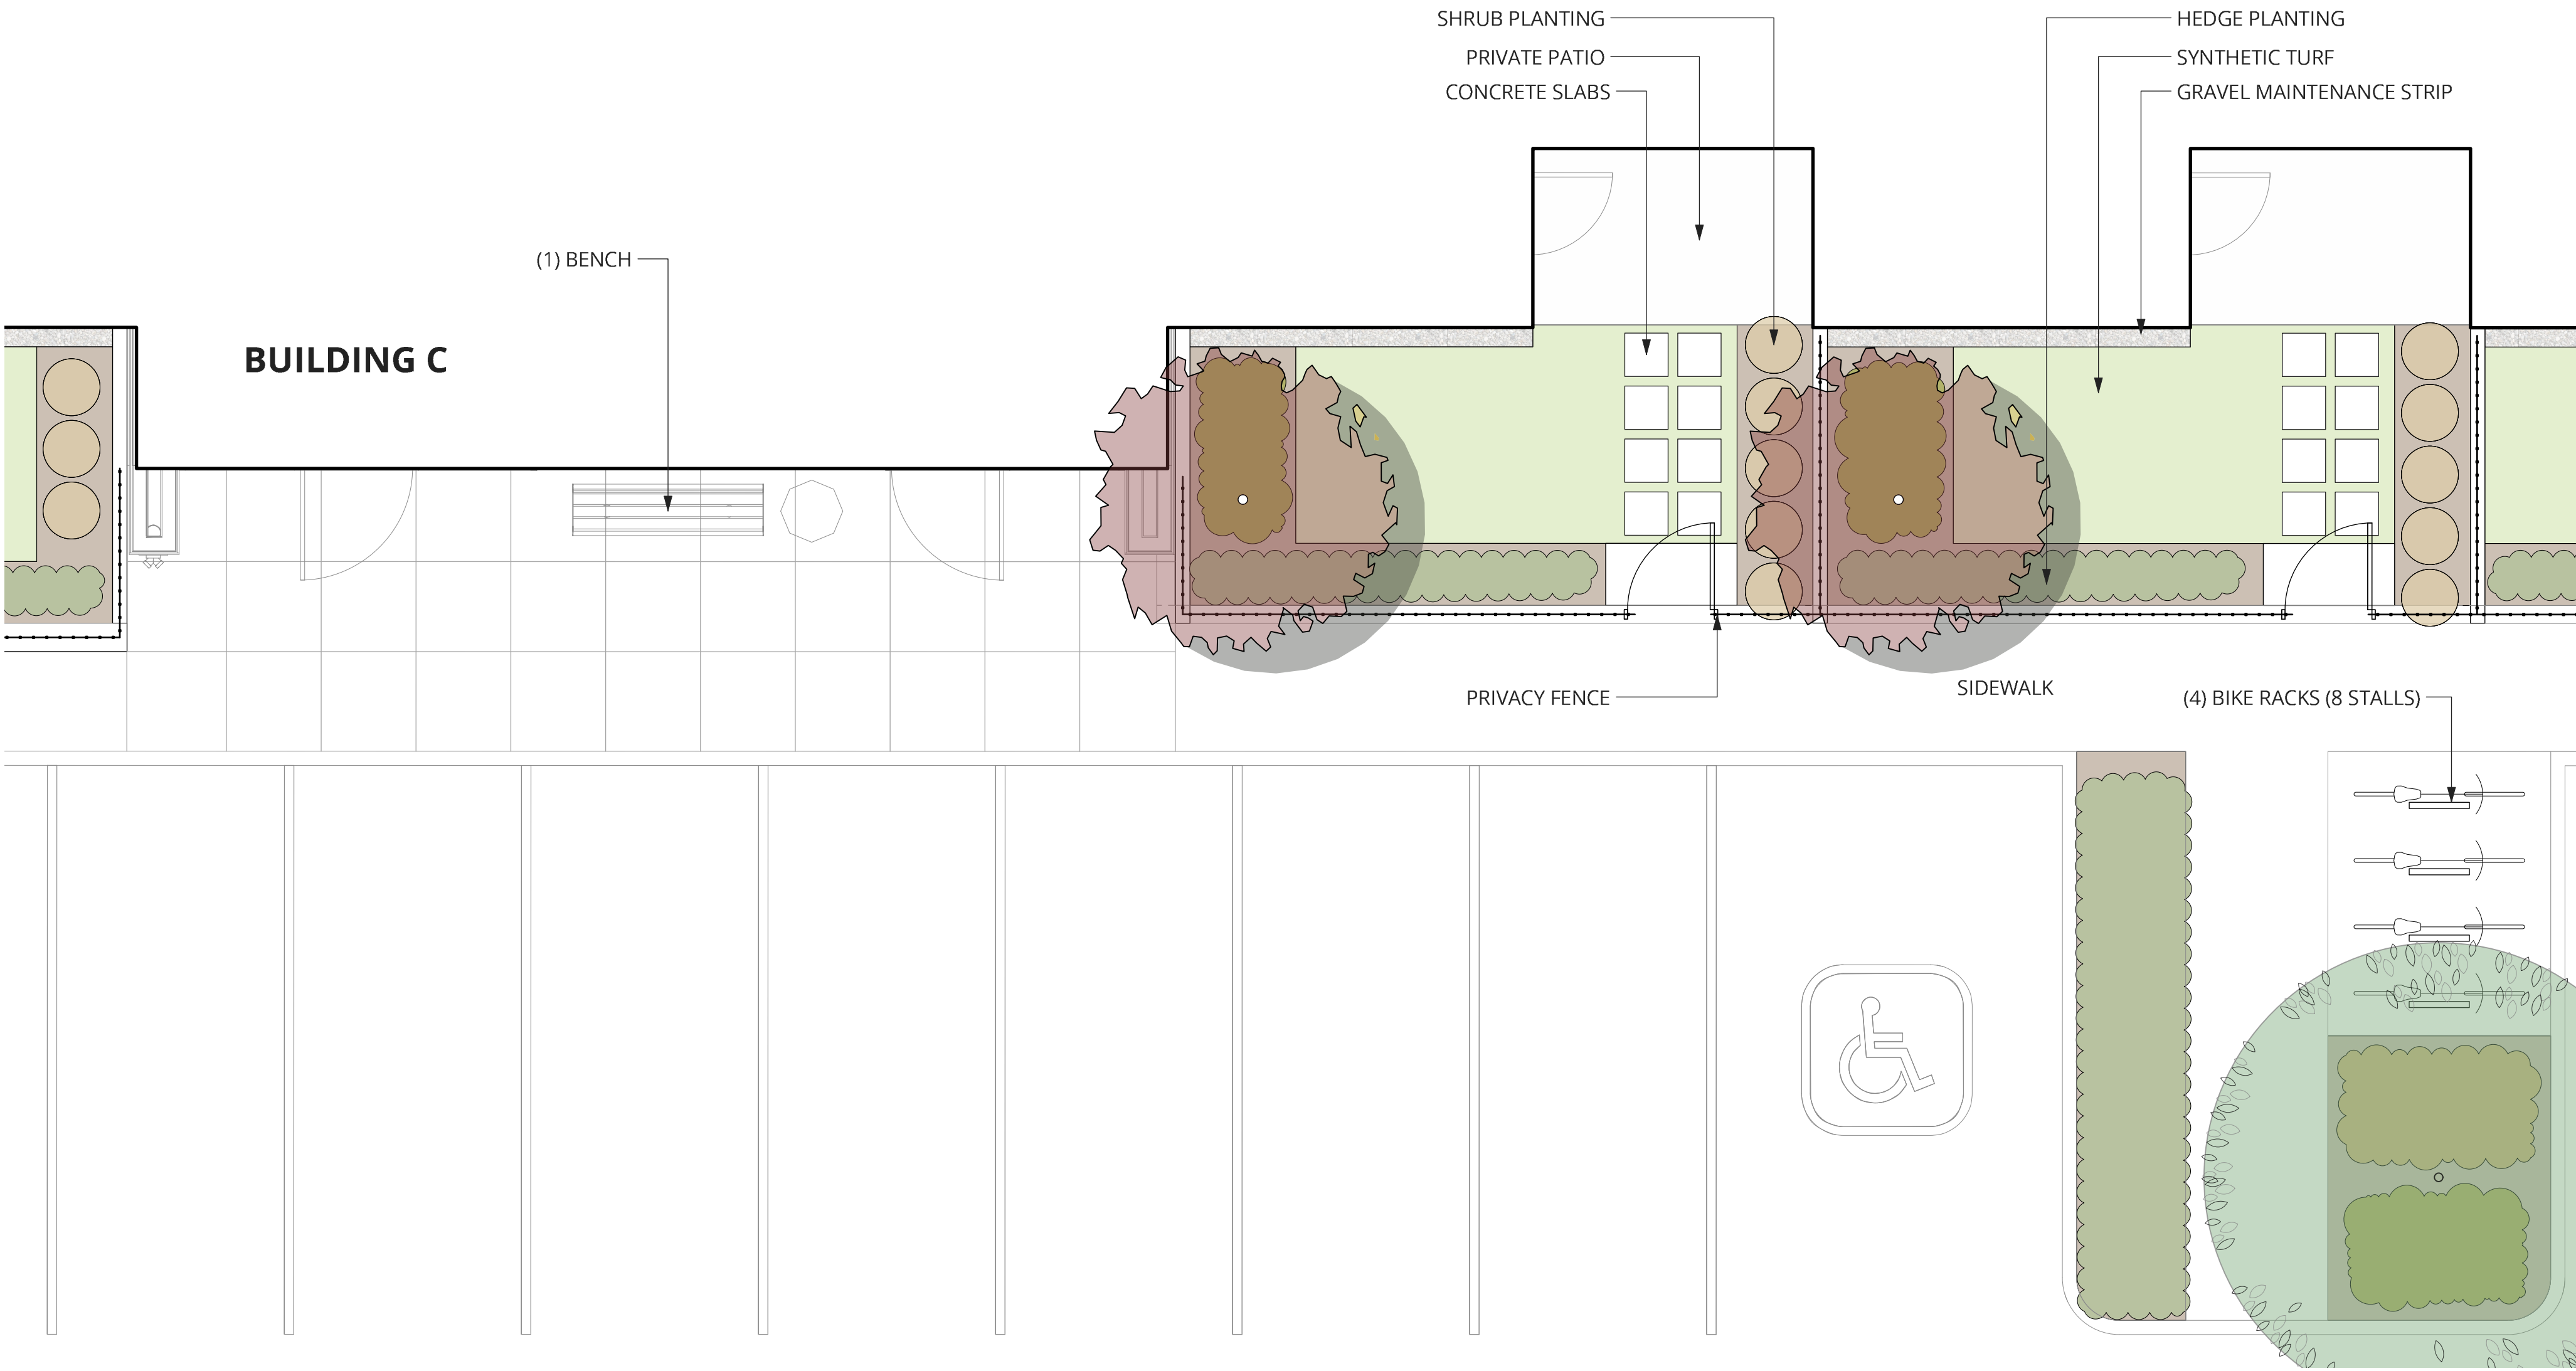 SHRUB PLANTING
PRIVATE PATIO
CONCRETE SLABS
HEDGE PLANTING
SYNTHETIC TURF
GRAVEL MAINTENANCE STRIP
(1) BENCH
BUILDING C
PRIVACY FENCE
SIDEWALK
(4) BIKE RACKS (8 STALLS)